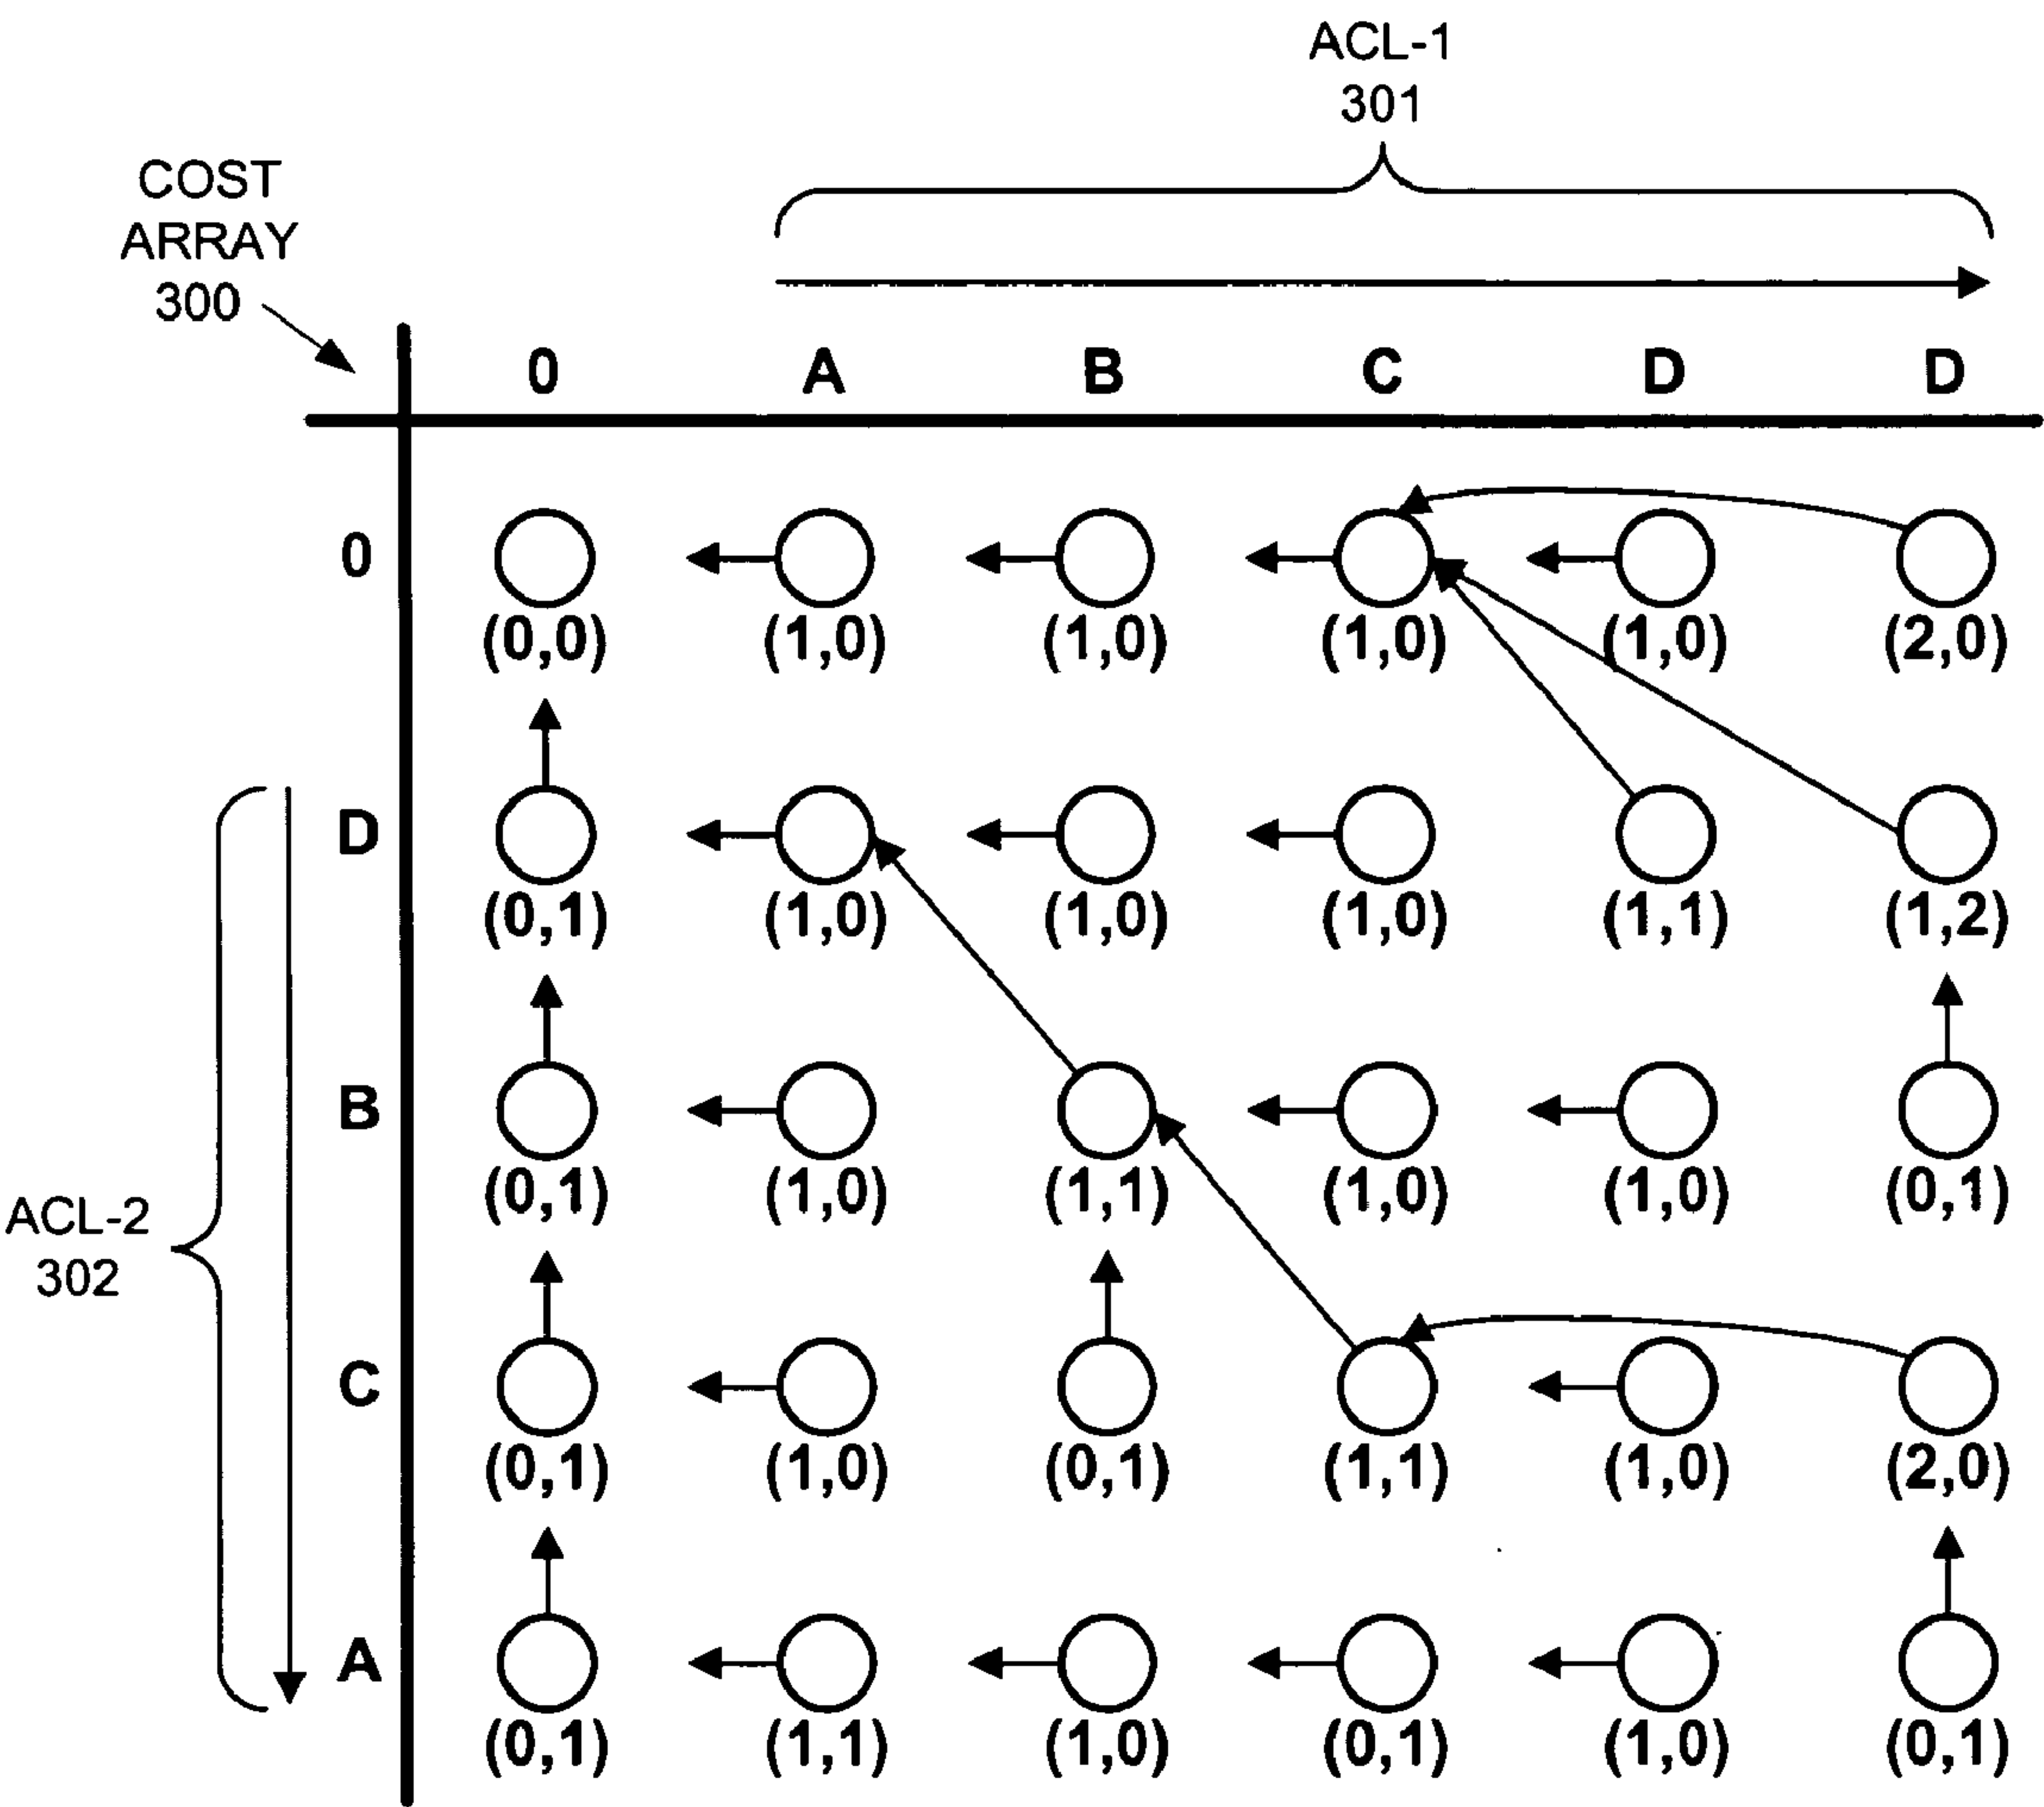 ACL-1
301
COST
ARRAY
300
0 A B C D D
0
(0,0) (1,0) (1,0) (1,0) (1,0) (2,0)
D
(0,1) (1,0) (1,0) (1,0) (1,1) (1,2)
B
(0,1) (1,0) (1,1) (1,0) (1,0) (0,1)
ACL-2
302
C
(0,1) (1,0) (0,1) (1,1) (1,0) (2,0)
A
(0,1) (1,1) (1,0) (0,1) (1,0) (0,1)